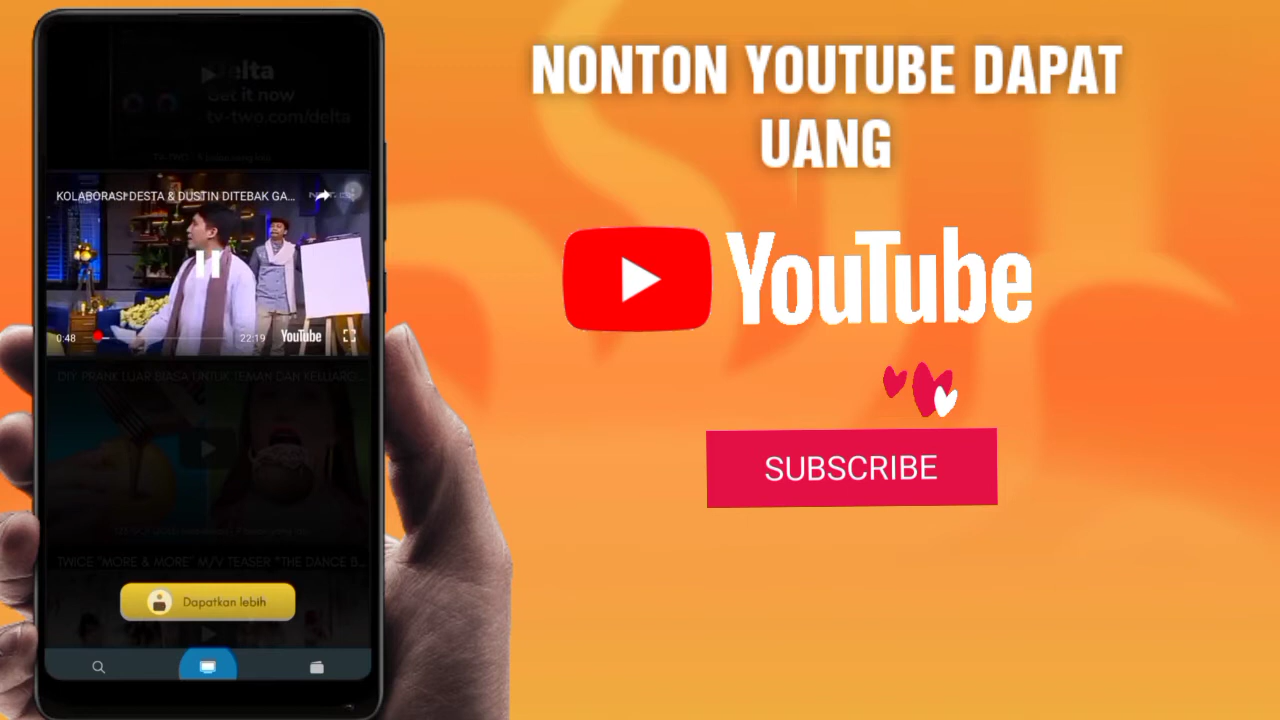 NONTON YOUTUBE DAPAT
UANG
YouTube
SUBSCRIBE
Delta
Get it now
tv-two.com/delta
KOLABORASI DESTA & DUSTIN DITEBAK GA...
0:48
22:19
YouTube
DIY PRANK LUAR BIASA UNTUK TEMAN DAN KELUARG...
TWICE "MORE & MORE" M/V TEASER "THE DANCE B...
Dapatkan lebih